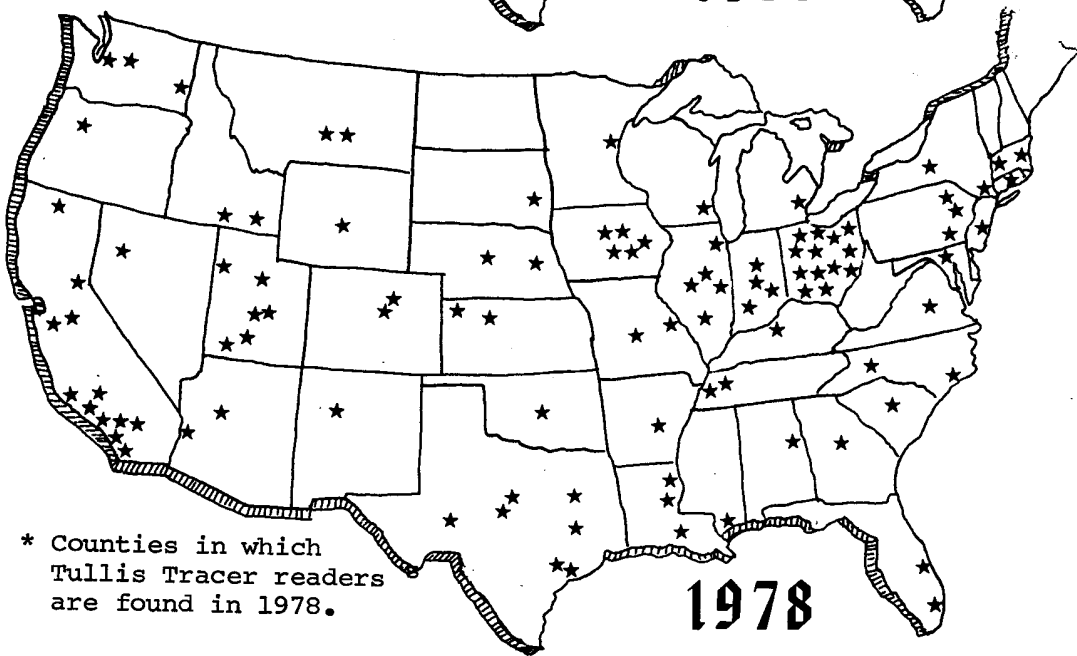 * Counties in which
Tullis Tracer readers
are found in 1978.
1978